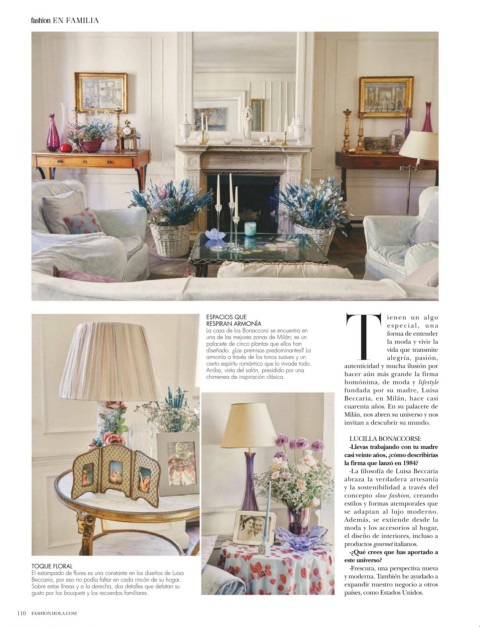 fashion EN FAMILIA
ESPACIOS QUE
RESPIRAN ARMONÍA
La casa de los Bonaccorsi se encuentra en
una de las mejores zonas de Milán; es un
palacete de cinco plantas que ellos han
diseñado. ¿Las premisas predominantes? La
armonía a través de los tonos suaves y un
cierto espíritu romántico que lo invade todo.
Arriba, vista del salón, presidido por una
chimenea de inspiración clásica.
TOQUE FLORAL
El estampado de flores es una constante en los diseños de Luisa
Beccaria, por eso no podía faltar en cada rincón de su hogar.
Sobre estas líneas y a la derecha, dos detalles que delatan su
gusto por los bouquets y los recuerdos familiares.
Tienen un algo
especial, una
forma de entender
la moda y vivir la
vida que transmite
alegría, pasión,
autenticidad y mucha ilusión por
hacer aún más grande la firma
homónima, de moda y lifestyle
fundada por su madre, Luisa
Beccaria, en Milán, hace casi
cuarenta años. En su palacete de
Milán, nos abren su universo y nos
invitan a descubrir su mundo.
LUCILLA BONACCORSI:
-Llevas trabajando con tu madre
casi veinte años, ¿cómo describirías
la firma que lanzó en 1984?
-La filosofía de Luisa Beccaria
abraza la verdadera artesanía
y la sostenibilidad a través del
concepto slow fashion, creando
estilos y formas atemporales que
se adaptan al lujo moderno.
Además, se extiende desde la
moda y los accesorios al hogar,
el diseño de interiores, incluso a
productos gourmet italianos.
-¿Qué crees que has aportado a
este universo?
-Frescura, una perspectiva nueva
y moderna. También he ayudado a
expandir nuestro negocio a otros
países, como Estados Unidos.
110 FASHION.HOLA.COM